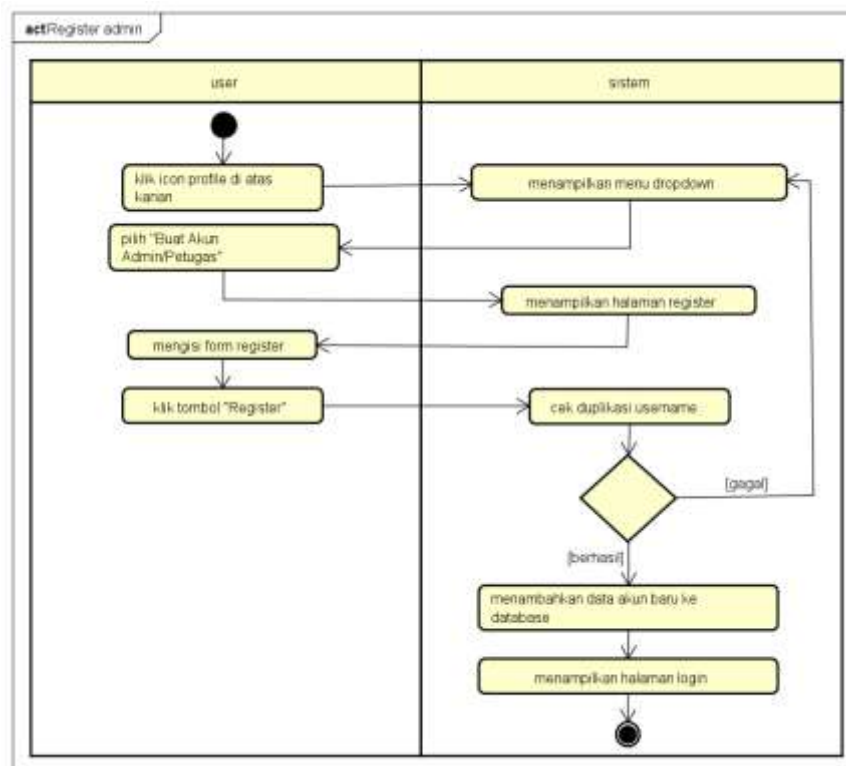 act Register admin
user
sistem
klik icon profile di atas
kanan
menampilkan menu dropdown
pilih "Buat Akun
Admin/Petugas"
menampilkan halaman register
mengisi form register
klik tombol "Register"
cek duplikasi username
[gagal]
[berhasil]
menambahkan data akun baru ke
database
menampilkan halaman login